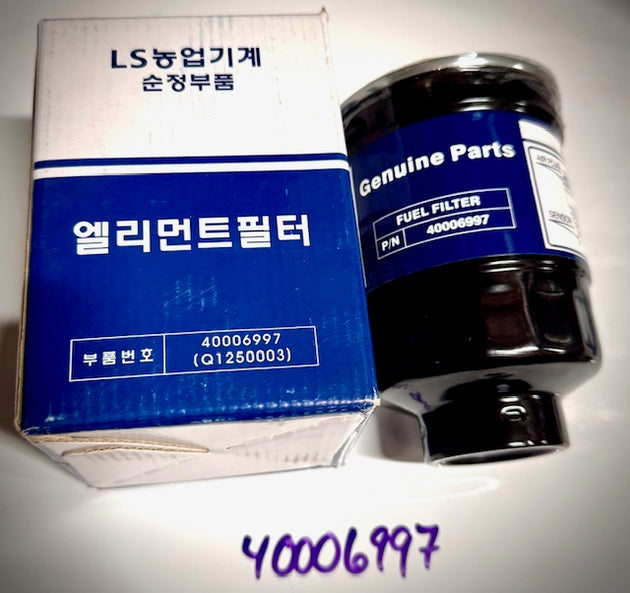 LS농업기계
순정부품
엘리먼트필터
부품번호
40006997
(Q1250003)
Genuine Parts
FUEL FILTER
P/N 40006997
SENSOR
40006997